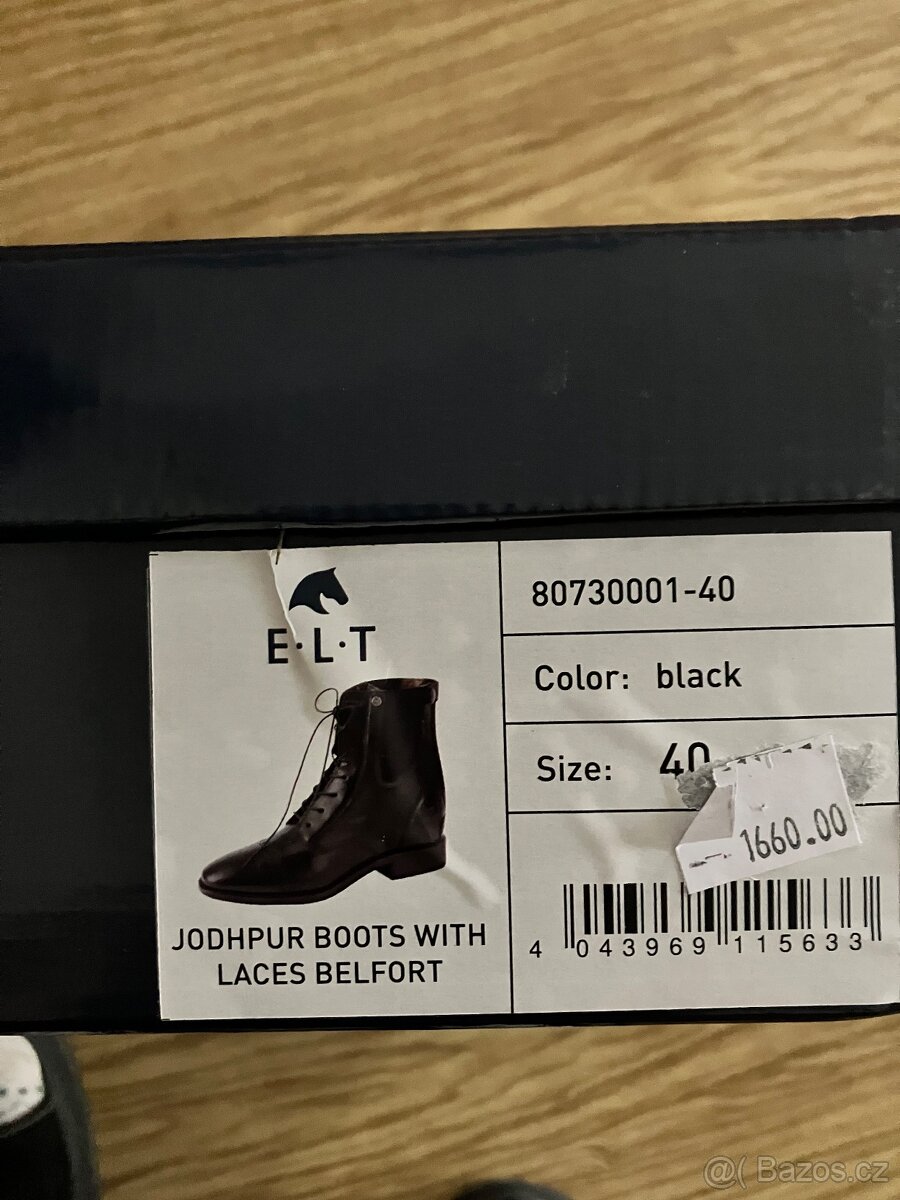 E·L·T
JODHPUR BOOTS WITH
LACES BELFORT
80730001-40
Color: black
Size: 40
1660.00
4 043969 115633
@( Bazos.cz